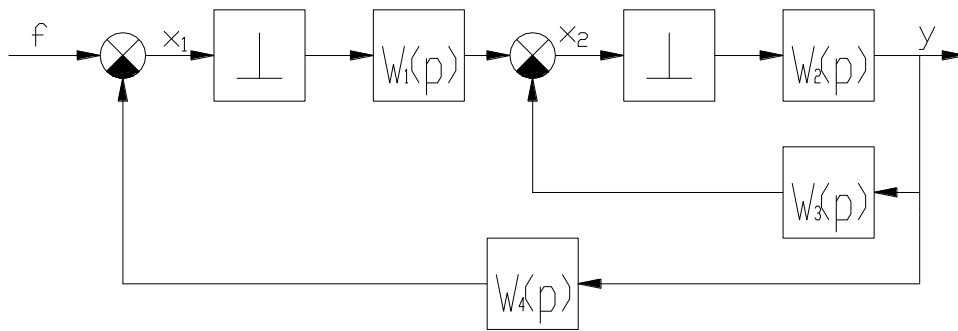 f
x₁
⊥
W₁(p)
x₂
⊥
W₂(p)
y
W₃(p)
W₄(p)